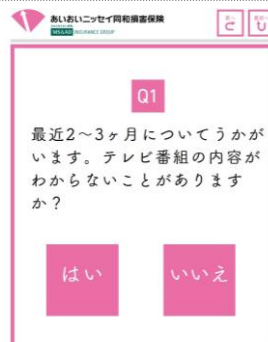 あいおいニッセイ同和損害保険
MS&AD INSURANCE GROUP
Q1
最近2～3ヶ月についてうかが
います。テレビ番組の内容が
わからないことがあります
か？
はい
いいえ